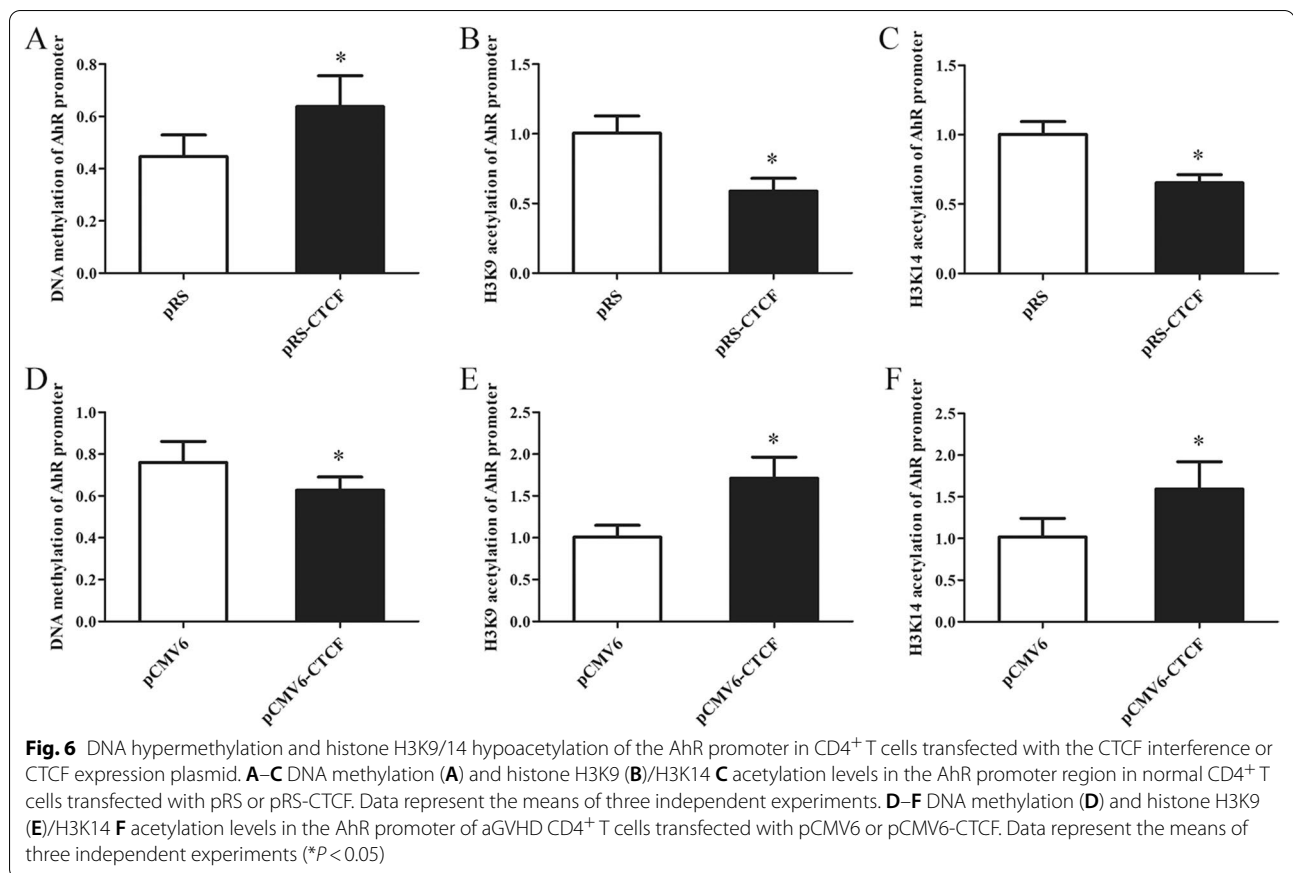 A
DNA methylation of AhR promoter
0.8
0.6
0.4
0.2
0.0
*
pRS
pRS-CTCF
B
H3K9 acetylation of AhR promoter
1.5
1.0
0.5
0.0
*
pRS
pRS-CTCF
C
H3K14 acetylation of AhR promoter
1.5
1.0
0.5
0.0
*
pRS
pRS-CTCF
D
DNA methylation of AhR promoter
1.0
0.8
0.6
0.4
0.2
0.0
*
pCMV6
pCMV6-CTCF
E
H3K9 acetylation of AhR promoter
2.5
2.0
1.5
1.0
0.5
0.0
*
pCMV6
pCMV6-CTCF
F
H3K14 acetylation of AhR promoter
2.5
2.0
1.5
1.0
0.5
0.0
*
pCMV6
pCMV6-CTCF
Fig. 6 DNA hypermethylation and histone H3K9/14 hypoacetylation of the AhR promoter in CD4⁺ T cells transfected with the CTCF interference or
CTCF expression plasmid. A–C DNA methylation (A) and histone H3K9 (B)/H3K14 C acetylation levels in the AhR promoter region in normal CD4⁺ T
cells transfected with pRS or pRS-CTCF. Data represent the means of three independent experiments. D–F DNA methylation (D) and histone H3K9
(E)/H3K14 F acetylation levels in the AhR promoter of aGVHD CD4⁺ T cells transfected with pCMV6 or pCMV6-CTCF. Data represent the means of
three independent experiments (*P < 0.05)